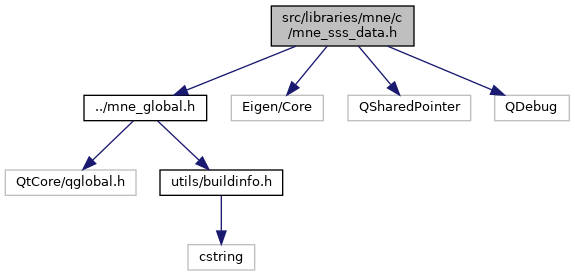 src/libraries/mne/c
/mne_sss_data.h
../mne_global.h
Eigen/Core
QSharedPointer
QDebug
QtCore/qglobal.h
utils/buildinfo.h
cstring